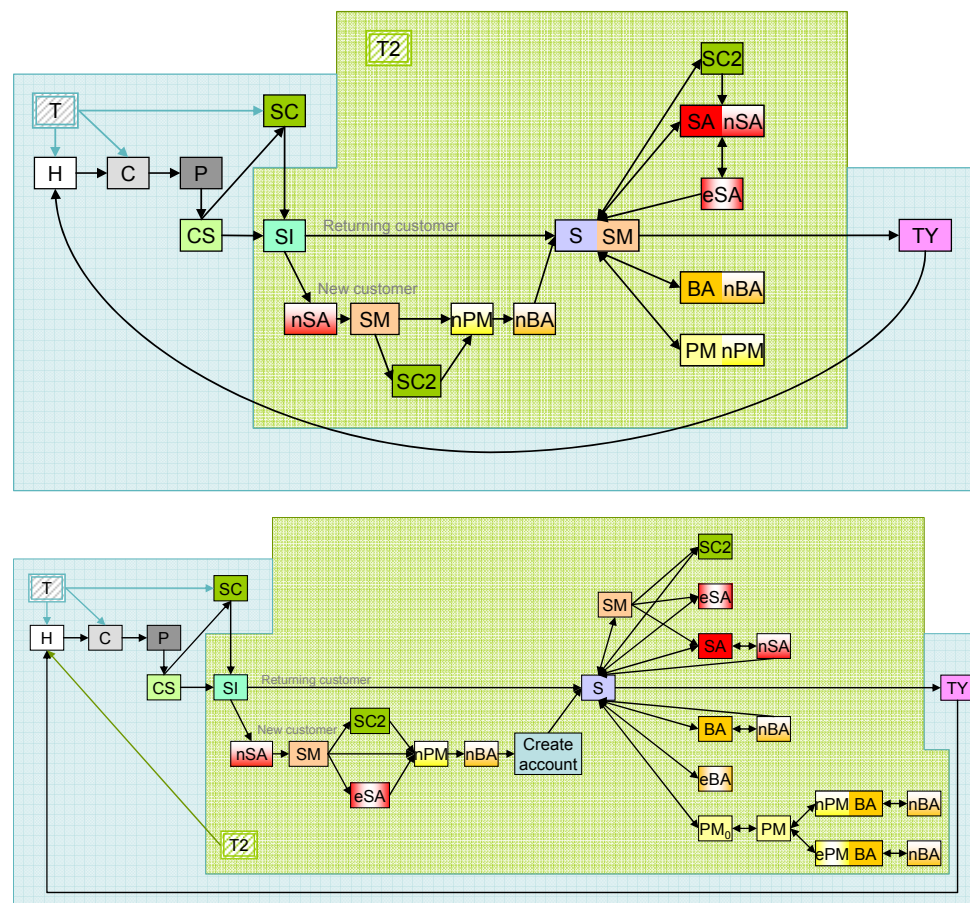 T2
SC2
T
SC
SA nSA
H
C
P
eSA
CS
SI
Returning customer
S SM
TY
New customer
nSA
SM
nPM
nBA
BA nBA
SC2
PM nPM
SC2
T
SC
eSA
SM
H
C
P
SA
nSA
CS
SI
Returning customer
S
TY
New customer
SC2
BA
nBA
nSA
SM
nPM
nBA
Create
account
eSA
eBA
nPM BA
nBA
PM₀
PM
T2
ePM BA
nBA